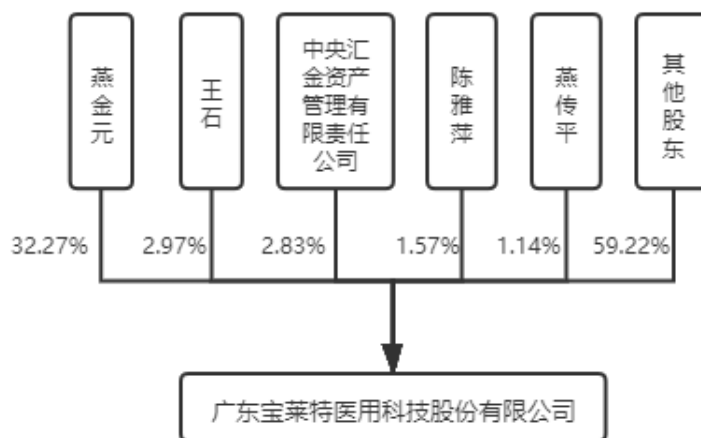 燕金元
王石
中央汇
金资产
管理有
限责任
公司
陈雅萍
燕传平
其他股东
32.27%
2.97%
2.83%
1.57%
1.14%
59.22%
广东宝莱特医用科技股份有限公司